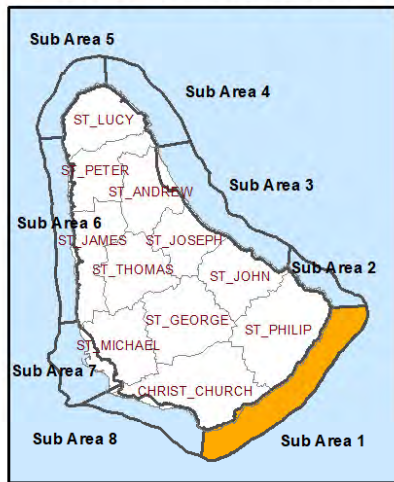 Sub Area 5
Sub Area 4
ST_LUCY
ST_PETER
Sub Area 3
ST_ANDREW
Sub Area 6
ST_JAMES
ST_JOSEPH
ST_THOMAS
Sub Area 2
ST_JOHN
ST_GEORGE
ST_PHILIP
ST_MICHAEL
Sub Area 7
CHRIST_CHURCH
Sub Area 8
Sub Area 1